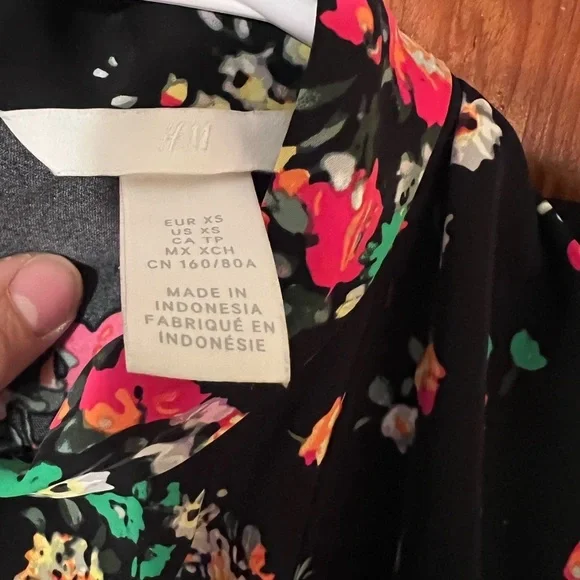 H&M
EUR XS
US XS
CA TP
MX XCH
CN 160/80A
MADE IN
INDONESIA
FABRIQUÉ EN
INDONÉSIE